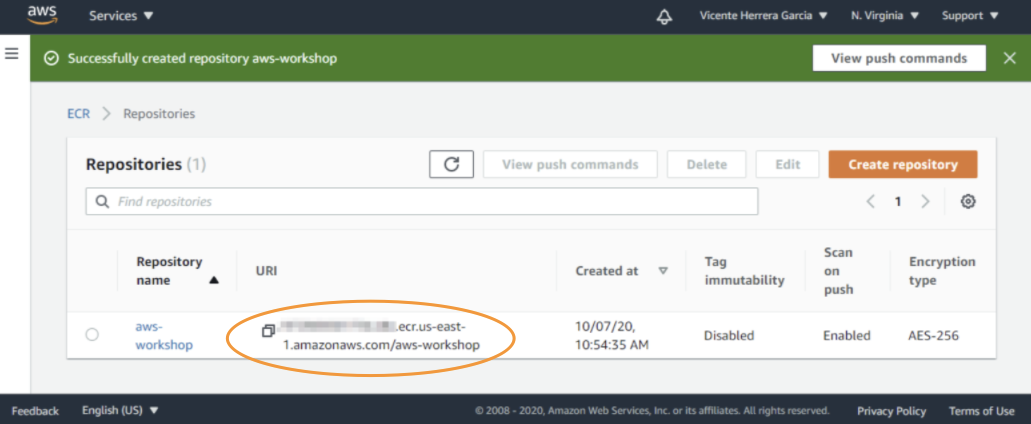 aws Services Vicente Herrera Garcia N. Virginia Support
Successfully created repository aws-workshop View push commands
ECR Repositories
Repositories (1) View push commands Delete Edit Create repository
Find repositories 1
Repository name URI Created at Tag immutability Scan on push Encryption type
aws-
workshop
.ecr.us-east-
1.amazonaws.com/aws-workshop
10/07/20,
10:54:35 AM
Disabled
Enabled
AES-256
Feedback English (US) © 2008 - 2020, Amazon Web Services, Inc. or its affiliates. All rights reserved. Privacy Policy Terms of Use